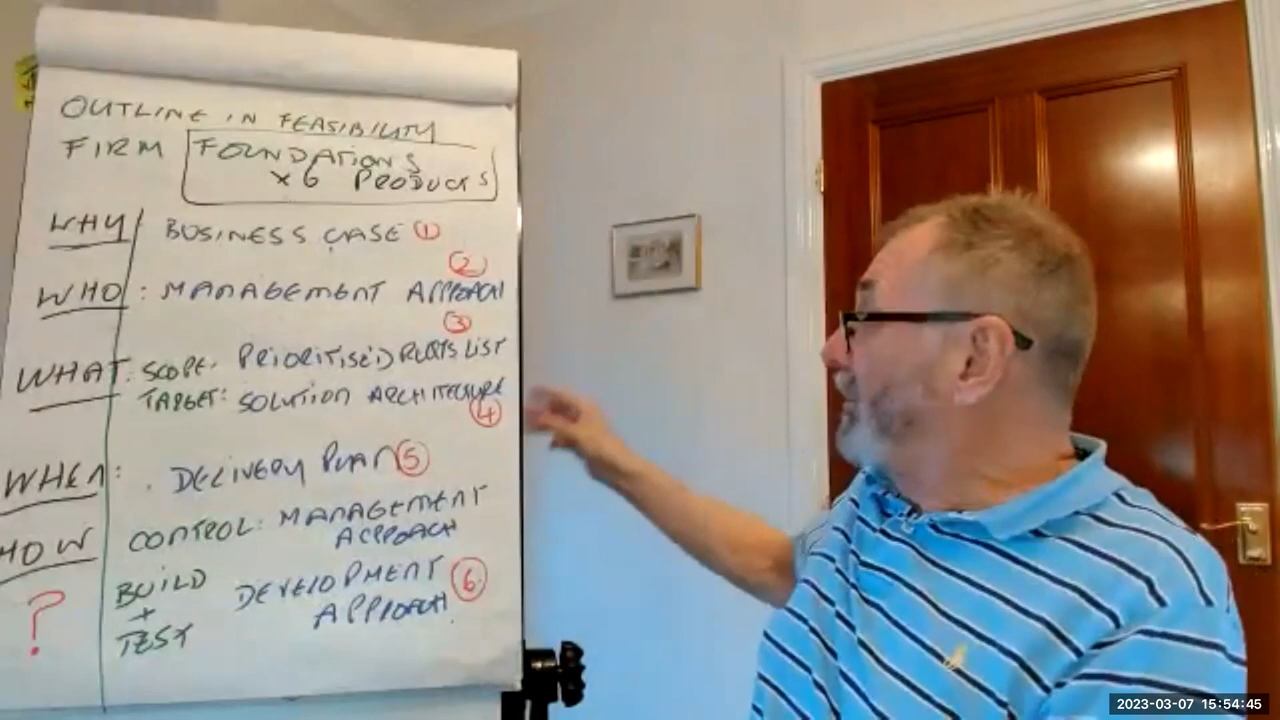 OUTLINE IN FEASIBILITY
FIRM FOUNDATIONS
x6 PRODUCTS
WHY BUSINESS CASE 1
2
WHO: MANAGEMENT APPROACH
3
WHAT: SCOPE: PRIORITISED RQMTS LIST
TARGET: SOLUTION ARCHITECTURE
4
WHEN: DELIVERY PLAN 5
HOW CONTROL: MANAGEMENT
APPROACH
? BUILD + TEST DEVELOPMENT APPROACH 6
2023-03-07 15:54:45